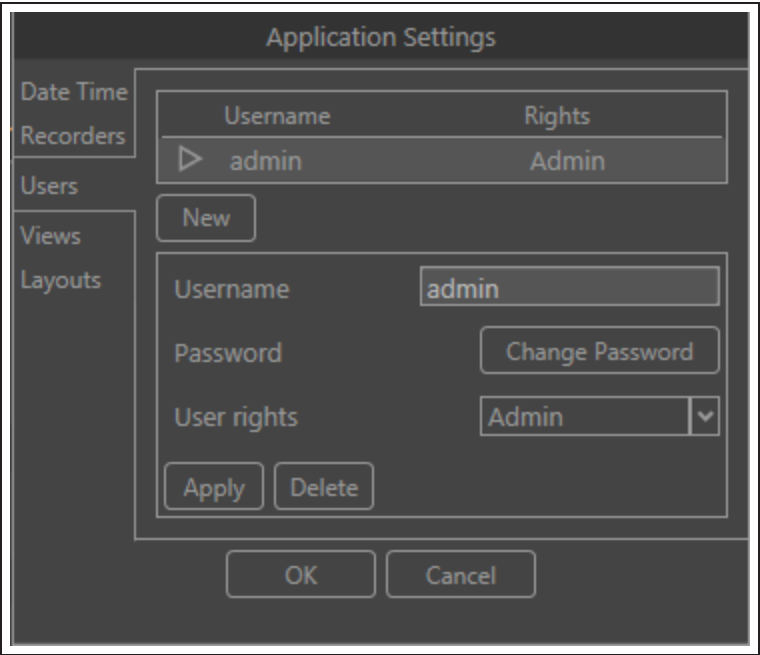 Application Settings
Date Time
Recorders
Users
Views
Layouts
Username Rights
admin Admin
New
Username admin
Password Change Password
User rights Admin
Apply Delete
OK Cancel